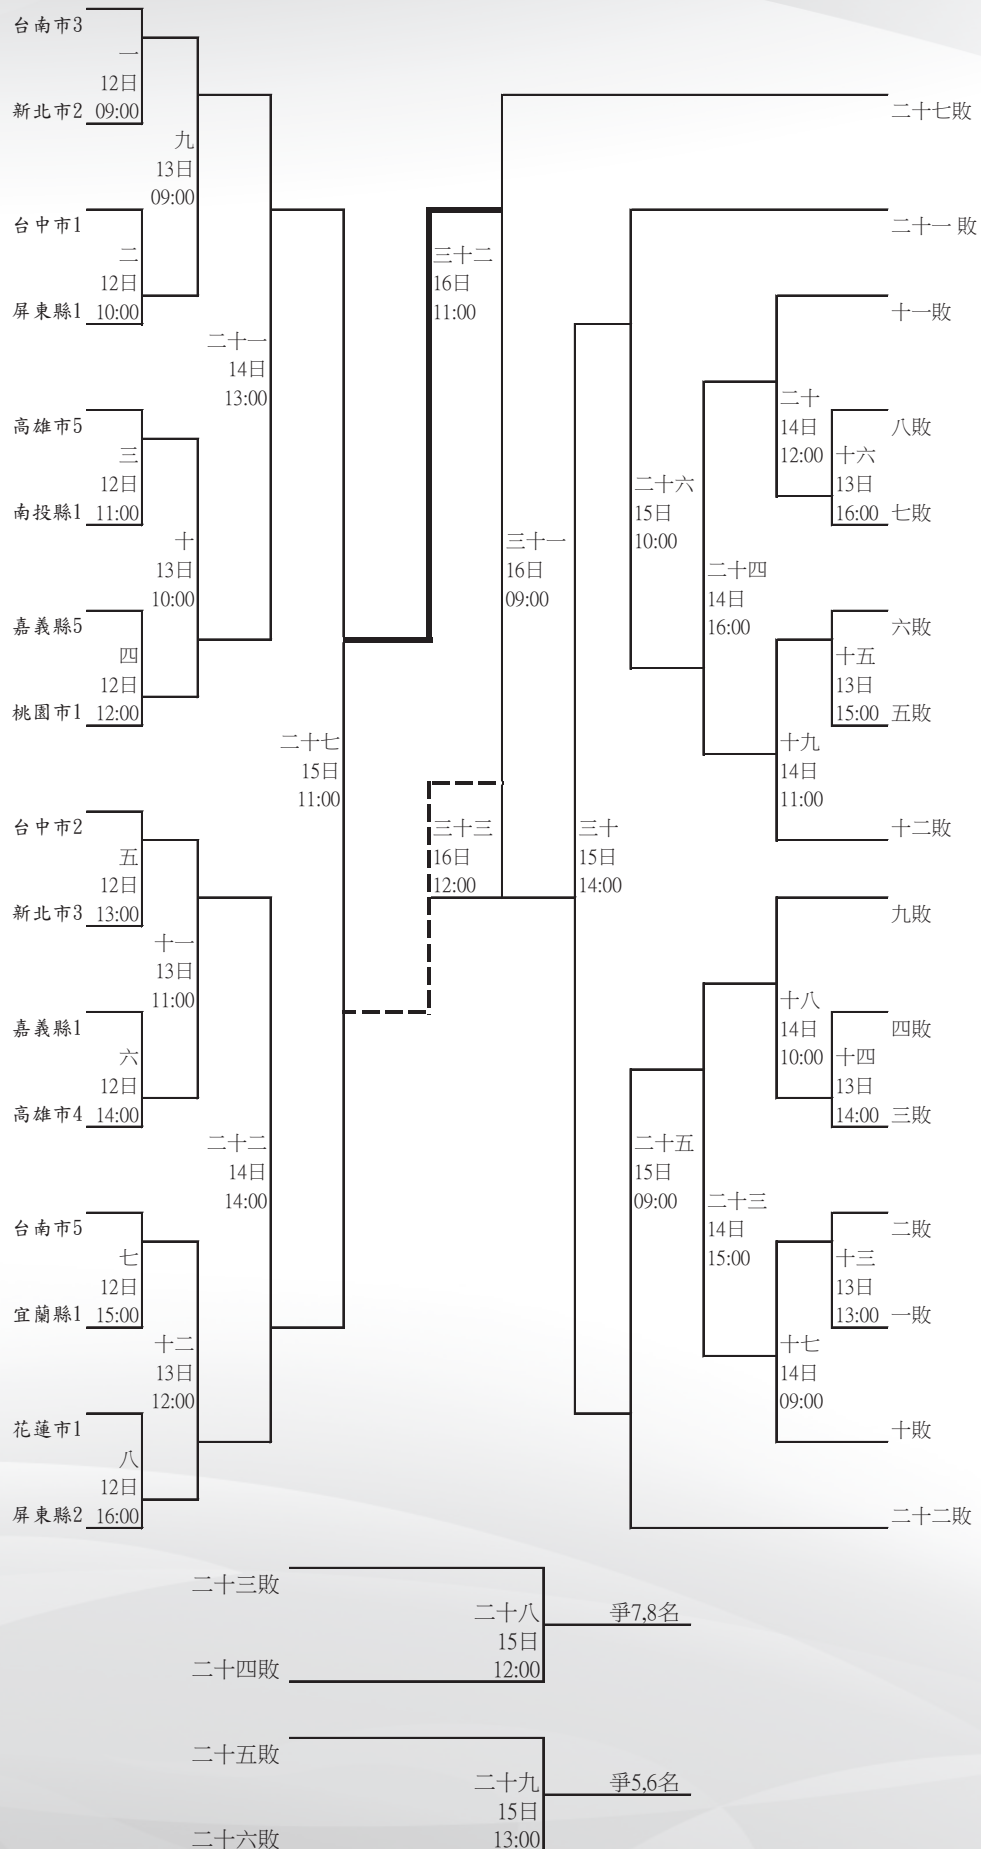 台南市3
一
12日
新北市2 09:00
九
13日
09:00
台中市1
二
12日
屏東縣1 10:00
二十一
14日
13:00
高雄市5
三
12日
南投縣1 11:00
十
13日
10:00
嘉義縣5
四
12日
桃園市1 12:00
二十七
15日
11:00
台中市2
五
12日
新北市3 13:00
十一
13日
11:00
嘉義縣1
六
12日
高雄市4 14:00
二十二
14日
14:00
台南市5
七
12日
宜蘭縣1 15:00
十二
13日
12:00
花蓮市1
八
12日
屏東縣2 16:00
三十二
16日
11:00
三十三
16日
12:00
三十一
16日
09:00
三十
15日
14:00
二十七敗
二十一 敗
十一敗
二十
14日
12:00
八敗
十六
13日
16:00 七敗
二十六
15日
10:00
二十四
14日
16:00
六敗
十五
13日
15:00 五敗
十九
14日
11:00
十二敗
九敗
十八
14日
10:00
四敗
十四
13日
14:00 三敗
二十五
15日
09:00
二十三
14日
15:00
二敗
十三
13日
13:00 一敗
十七
14日
09:00
十敗
二十二敗
二十三敗
二十八
15日
12:00
二十四敗
爭7,8名
二十五敗
二十九
15日
13:00
二十六敗
爭5,6名